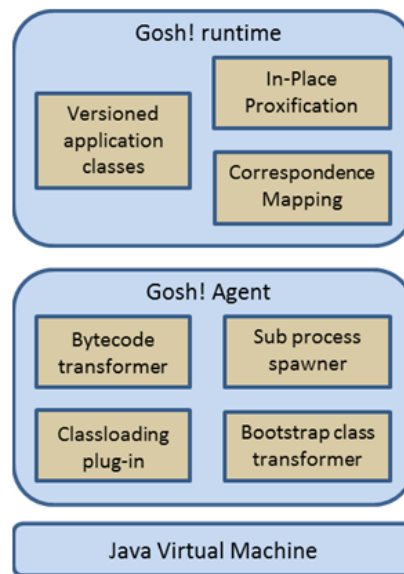 Gosh! runtime
Versioned
application
classes
In-Place
Proxification
Correspondence
Mapping
Gosh! Agent
Bytecode
transformer
Sub process
spawner
Classloading
plug-in
Bootstrap class
transformer
Java Virtual Machine